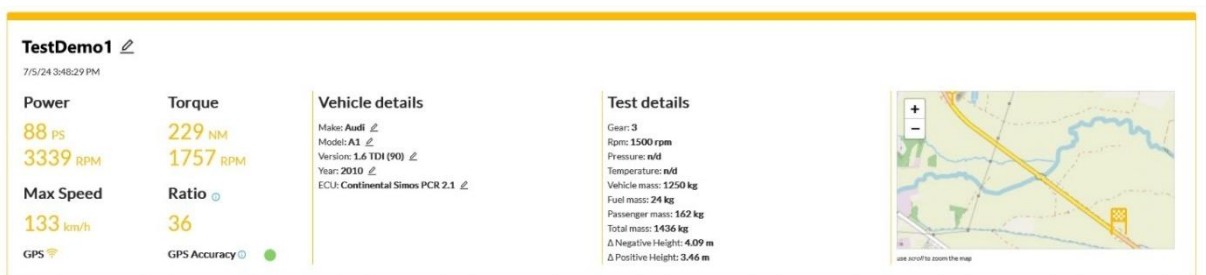 TestDemo1
7/5/24 3:48:29 PM
Power
88 PS
3339 RPM
Torque
229 NM
1757 RPM
Max Speed
133 km/h
Ratio
36
GPS
GPS Accuracy
Vehicle details
Make: Audi
Model: A1
Version: 1.6 TDI (90)
Year: 2010
ECU: Continental Simos PCR 2.1
Test details
Gear: 3
Rpm: 1500 rpm
Pressure: n/d
Temperature: n/d
Vehicle mass: 1250 kg
Fuel mass: 24 kg
Passenger mass: 162 kg
Total mass: 1436 kg
Δ Negative Height: 4.09 m
Δ Positive Height: 3.46 m
+
−
use scroll to zoom the map